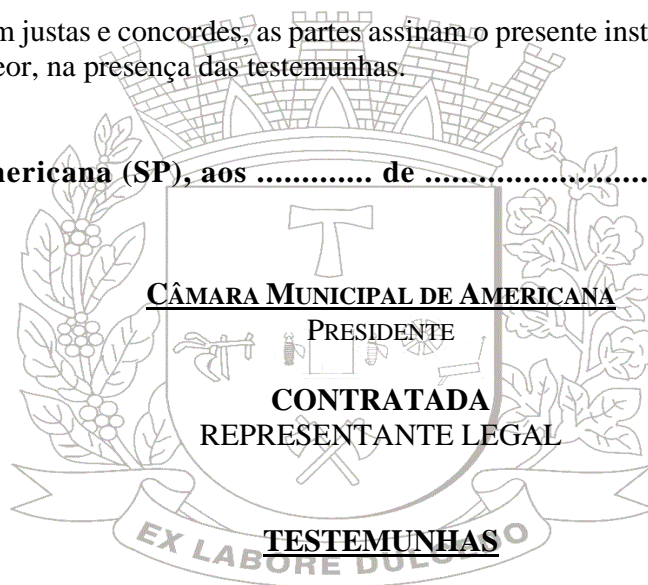 m justas e concordes, as partes assinam o presente inst
eor, na presença das testemunhas.
mericana (SP), aos ............. de .........................
CÂMARA MUNICIPAL DE AMERICANA
PRESIDENTE
CONTRATADA
REPRESENTANTE LEGAL
TESTEMUNHAS
EX LABORE DULCEDO